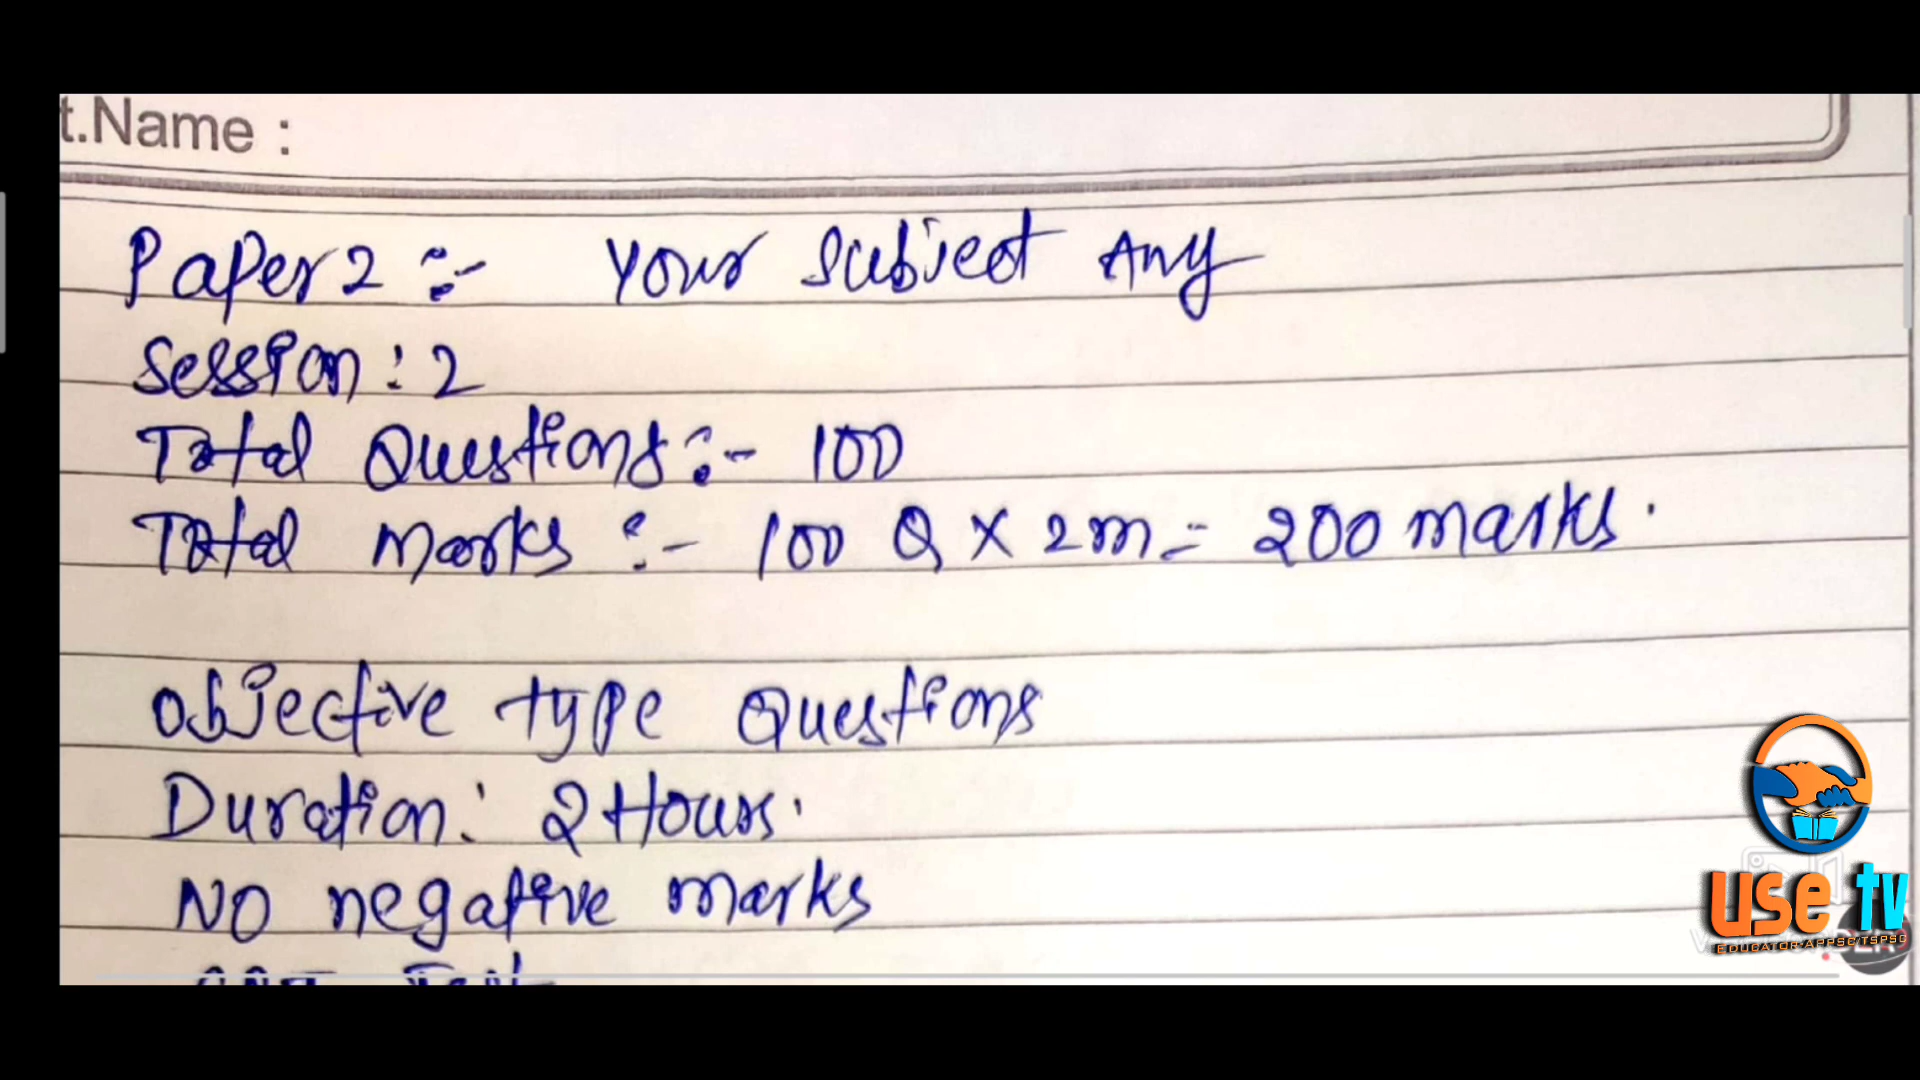 t.Name :
Paper 2 :- Your Subject Any
Session : 2
Total Questions :- 100
Total Marks :- 100 Q X 2m = 200 marks.
Objective type Questions
Duration : 2 Hours.
NO negative marks
use tv
EDUCATOR APPSC/TSPSC